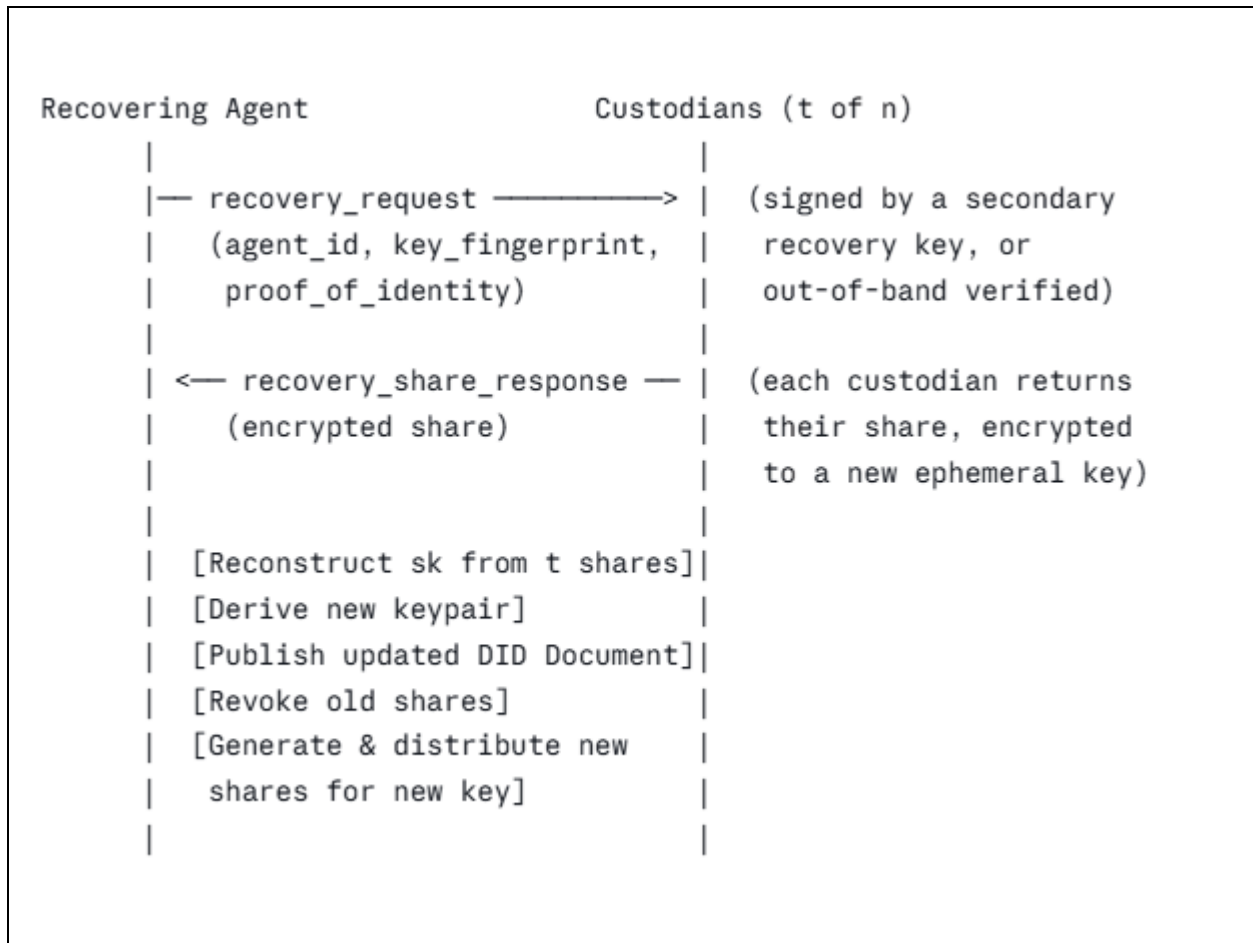 Recovering Agent                  Custodians (t of n)
|                                  |
|—— recovery_request ——————————> |  (signed by a secondary
|   (agent_id, key_fingerprint,  |   recovery key, or
|    proof_of_identity)          |   out-of-band verified)
|                                  |
| <—— recovery_share_response —— |  (each custodian returns
|    (encrypted share)           |   their share, encrypted
|                                |   to a new ephemeral key)
|                                  |
|  [Reconstruct sk from t shares]|
|  [Derive new keypair]          |
|  [Publish updated DID Document]|
|  [Revoke old shares]           |
|  [Generate & distribute new    |
|   shares for new key]          |
|                                  |